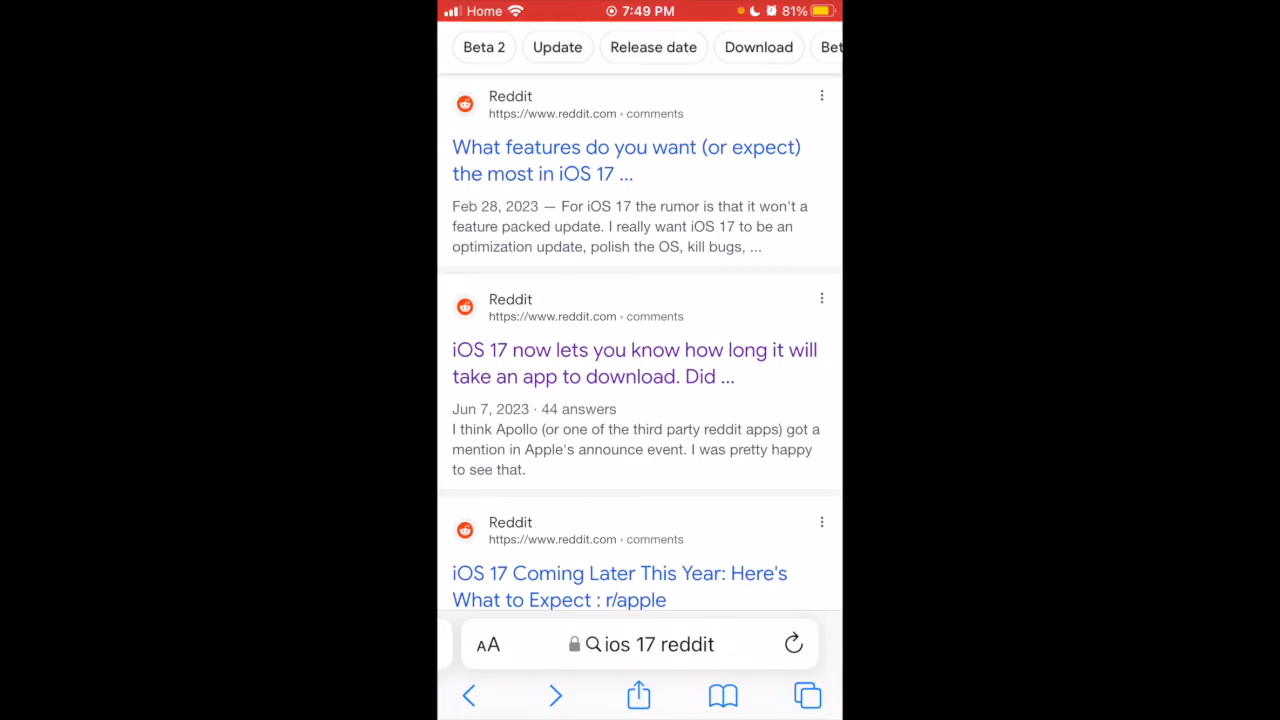 Home 7:49 PM 81%
Beta 2 Update Release date Download Bet
Reddit
https://www.reddit.com › comments
What features do you want (or expect)
the most in iOS 17 ...
Feb 28, 2023 — For iOS 17 the rumor is that it won't a
feature packed update. I really want iOS 17 to be an
optimization update, polish the OS, kill bugs, ...
Reddit
https://www.reddit.com › comments
iOS 17 now lets you know how long it will
take an app to download. Did ...
Jun 7, 2023 · 44 answers
I think Apollo (or one of the third party reddit apps) got a
mention in Apple's announce event. I was pretty happy
to see that.
Reddit
https://www.reddit.com › comments
iOS 17 Coming Later This Year: Here's
What to Expect : r/apple
AA ios 17 reddit